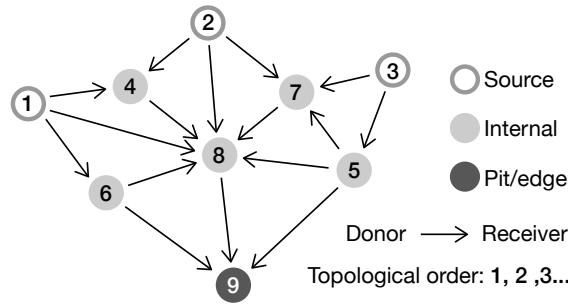 2
3
1
4
7
8
5
6
9
Source
Internal
Pit/edge
Donor
Receiver
Topological order: 1, 2 ,3...